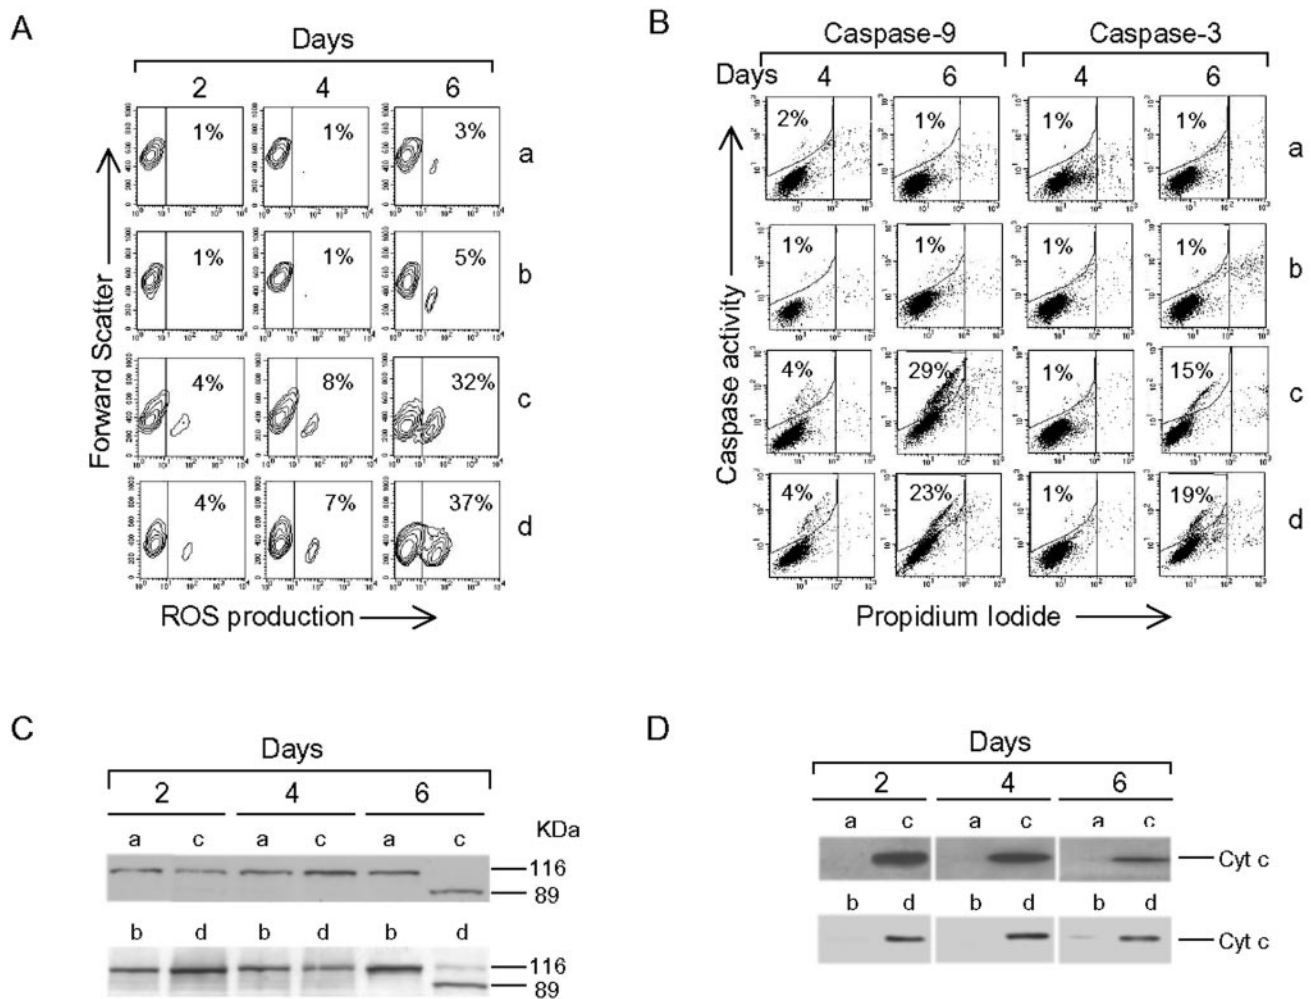 A
Days
2 4 6
1% 1% 3% a
1% 1% 5% b
4% 8% 32% c
4% 7% 37% d
Forward Scatter
ROS production
B
Caspase-9 Caspase-3
Days 4 6 4 6
2% 1% 1% 1% a
1% 1% 1% 1% b
4% 29% 1% 15% c
4% 23% 1% 19% d
Caspase activity
Propidium Iodide
C
Days
2 4 6
a c a c a c KDa
116
89
b d b d b d
116
89
D
Days
2 4 6
a c a c a c
Cyt c
b d b d b d
Cyt c